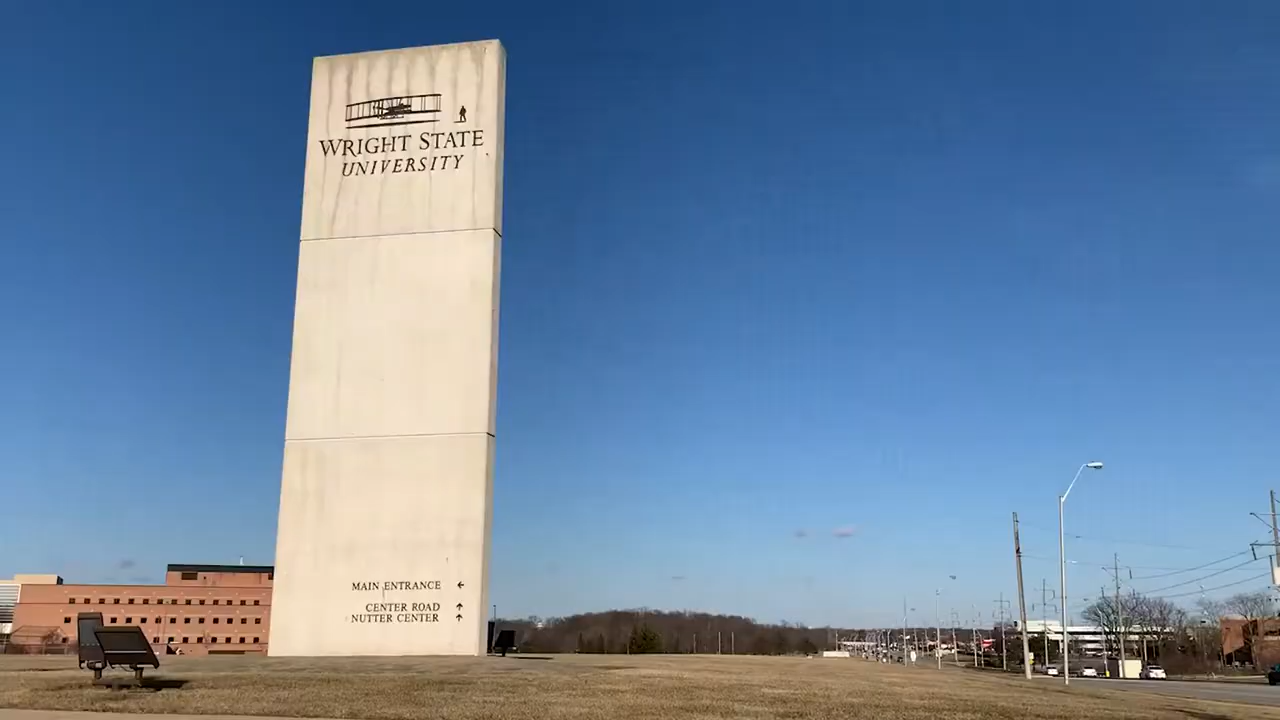 WRIGHT STATE
UNIVERSITY
MAIN ENTRANCE ←
CENTER ROAD ↑
NUTTER CENTER ↑